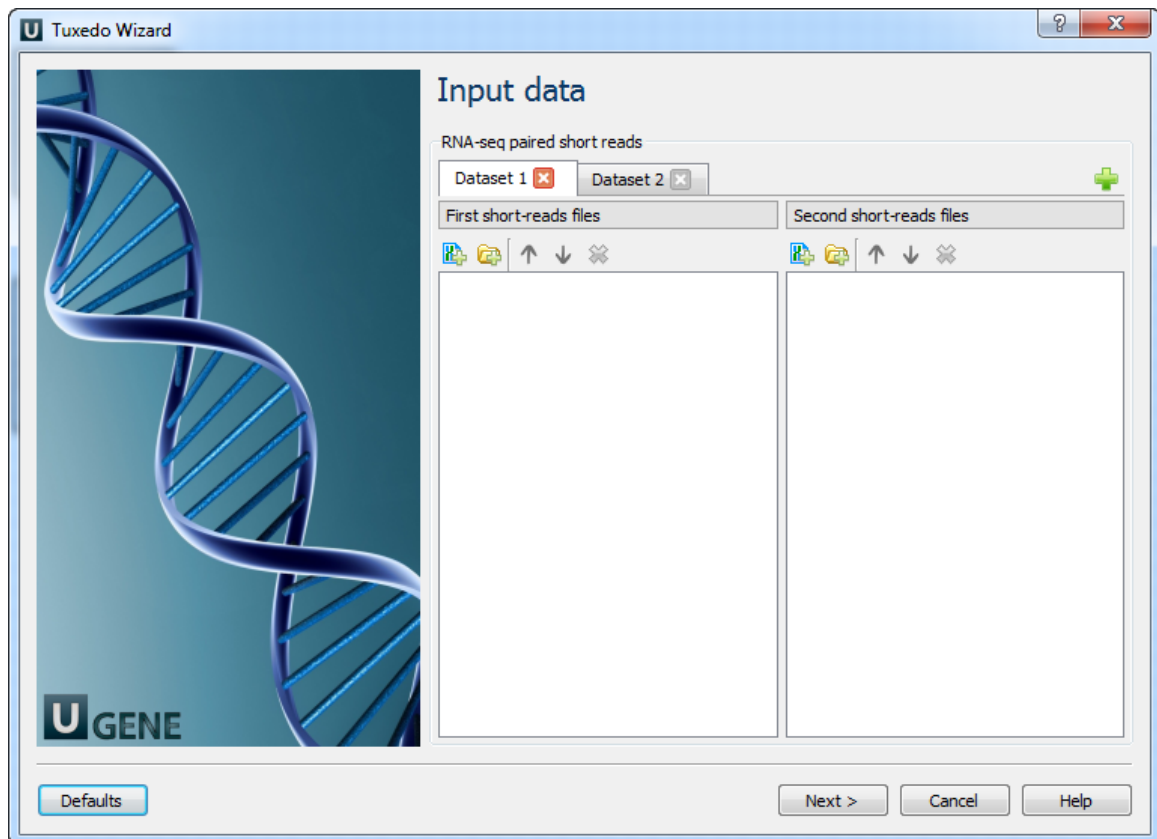 U Tuxedo Wizard
Input data
RNA-seq paired short reads
Dataset 1 Dataset 2
First short-reads files Second short-reads files
U GENE
Defaults Next > Cancel Help